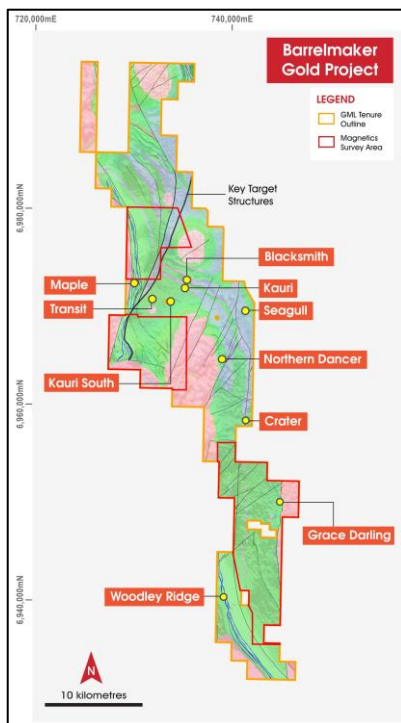 720,000mE
740,000mE
Barrelmaker
Gold Project
LEGEND
GML Tenure
Outline
Magnetics
Survey Area
Key Target
Structures
6,980,000mN
Blacksmith
Maple
Kauri
Transit
Seagull
Northern Dancer
Kauri South
6,960,000mN
Crater
Grace Darling
Woodley Ridge
6,940,000mN
N
10 kilometres